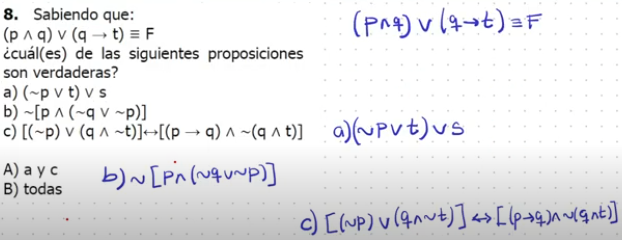 8. Sabiendo que:
(p ∧ q) ∨ (q → t) ≡ F
¿cuál(es) de las siguientes proposiciones
son verdaderas?
a) (~p ∨ t) ∨ s
b) ~[p ∧ (~q ∨ ~p)]
c) [(~p) ∨ (q ∧ ~t)]↔[(p → q) ∧ ~(q ∧ t)]
A) a y c
B) todas
(p∧q) ∨ (q→t) ≡ F
a) (~p∨t) ∨ s
b) ~[p∧(~q∨~p)]
c) [(~p) ∨ (q∧~t)] ↔ [(p→q)∧~(q∧t)]